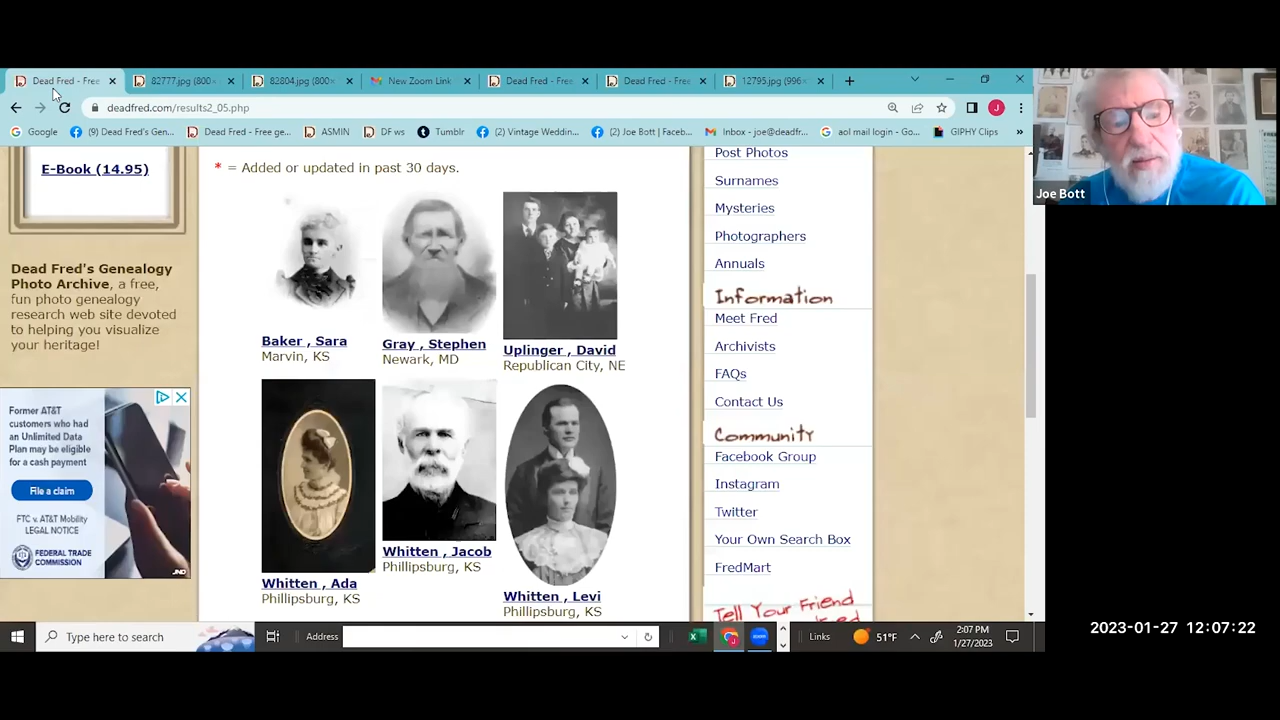 Dead Fred - Free
82777.jpg (800×
82804.jpg (800×
New Zoom Link
Dead Fred - Free
Dead Fred - Free
12795.jpg (996×
deadfred.com/results2_05.php
Google
(9) Dead Fred's Gen...
Dead Fred - Free ge...
ASMIN
DF ws
Tumblr
(2) Vintage Weddin...
(2) Joe Bott | Faceb...
Inbox - joe@deadfr...
aol mail login - Go...
GIPHY Clips
»
J
E-Book (14.95)
Dead Fred's Genealogy
Photo Archive, a free,
fun photo genealogy
research web site devoted
to helping you visualize
your heritage!
Former AT&T
customers who had
an Unlimited Data
Plan may be eligible
for a cash payment
File a claim
FTC v. AT&T Mobility
LEGAL NOTICE
FEDERAL TRADE
COMMISSION
JND
* = Added or updated in past 30 days.
Baker , Sara
Marvin, KS
Gray , Stephen
Newark, MD
Uplinger , David
Republican City, NE
Whitten , Ada
Phillipsburg, KS
Whitten , Jacob
Phillipsburg, KS
Whitten , Levi
Phillipsburg, KS
Post Photos
Surnames
Mysteries
Photographers
Annuals
Information
Meet Fred
Archivists
FAQs
Contact Us
Community
Facebook Group
Instagram
Twitter
Your Own Search Box
FredMart
Tell Your Friend
Joe Bott
Type here to search
Address
Links
51°F
2:07 PM
1/27/2023
2023-01-27 12:07:22